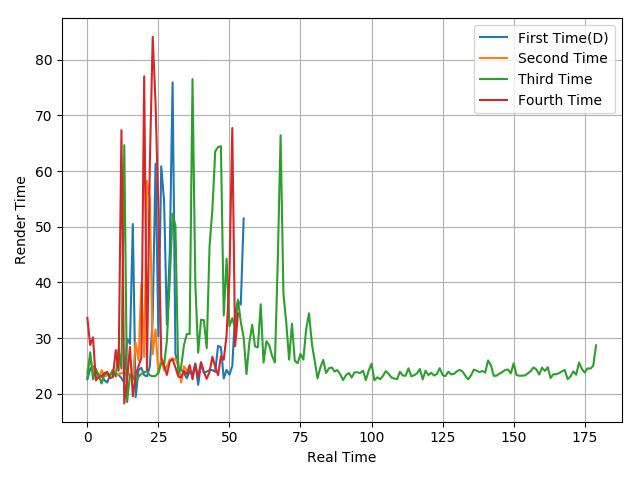 First Time(D)
Second Time
Third Time
Fourth Time
Render Time
80
70
60
50
40
30
20
0 25 50 75 100 125 150 175
Real Time